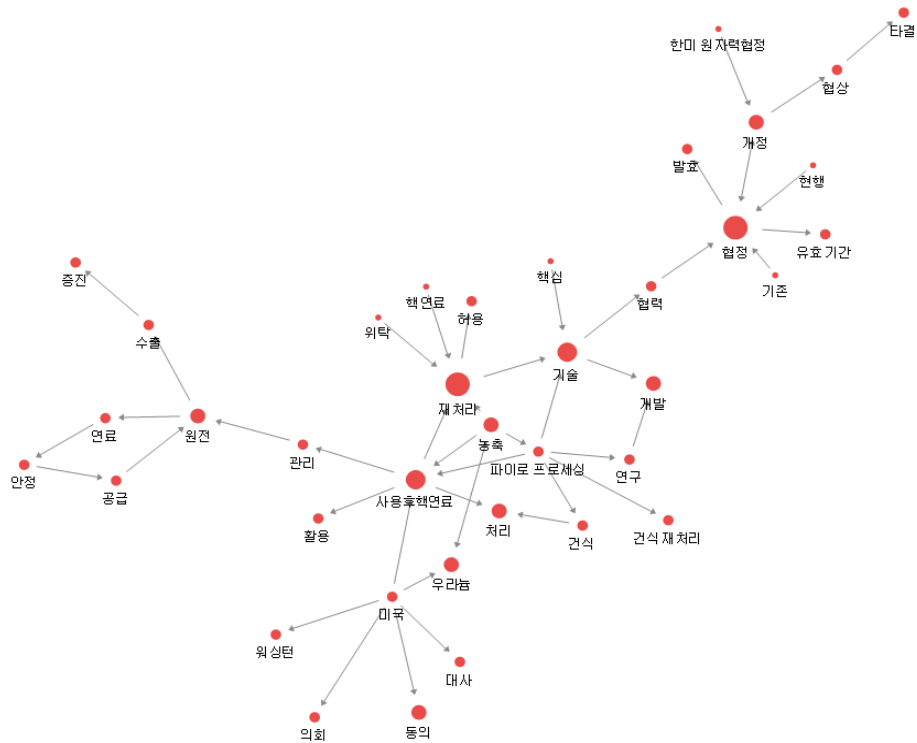 타결
한미 원자력협정
협상
개정
발효
현행
협정
유효기간
증진
핵심
기존
핵연료
협력
허용
위탁
수출
기술
재처리
개발
연료
원전
농축
관리
파이로 프로세싱
연구
안정
공급
사용후핵연료
활용
처리
건식
건식 재처리
우라늄
미국
워싱턴
대사
의회
동의